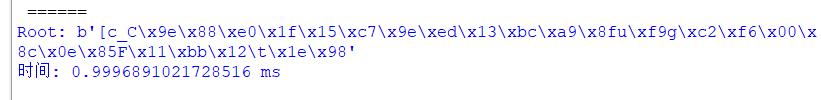 ======
Root: b'[c_C\x9e\x88\xe0\x1f\x15\xc7\x9e\xed\x13\xbc\xa9\x8fu\xf9g\xc2\xf6\x00\x
8c\x0e\x85F\x11\xbb\x12\t\x1e\x98'
时间: 0.9996891021728516 ms